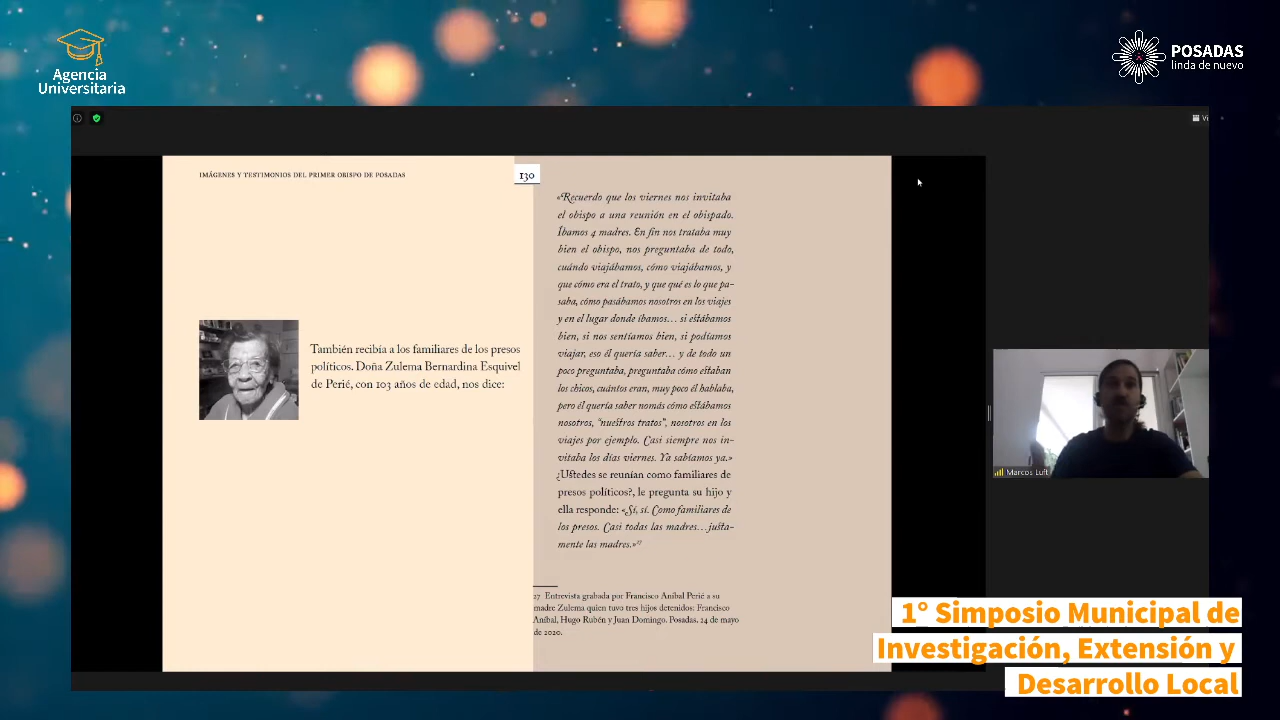 Agencia
Universitaria
POSADAS
linda de nuevo
Vi
IMÁGENES Y TESTIMONIOS DEL PRIMER OBISPO DE POSADAS
130
También recibía a los familiares de los presos
políticos. Doña Zulema Bernardina Esquivel
de Perié, con 103 años de edad, nos dice:
«Recuerdo que los viernes nos invitaba
el obispo a una reunión en el obispado.
Íbamos 4 madres. En fin nos trataba muy
bien el obispo, nos preguntaba de todo,
cuándo viajábamos, cómo viajábamos, y
que cómo era el trato, y que qué es lo que pa-
saba, cómo pasábamos nosotros en los viajes
y en el lugar donde íbamos... si estábamos
bien, si nos sentíamos bien, si podíamos
viajar, eso él quería saber... y de todo un
poco preguntaba, preguntaba cómo estaban
los chicos, cuántos eran, muy poco él hablaba,
pero él quería saber nomás cómo estábamos
nosotros, "nuestros tratos", nosotros en los
viajes por ejemplo. Casi siempre nos in-
vitaba los días viernes. Ya sabíamos ya.»
¿Ustedes se reunían como familiares de
presos políticos?, le pregunta su hijo y
ella responde: «Sí, sí. Como familiares de
los presos. Casi todas las madres...justa-
mente las madres.»27
27 Entrevista grabada por Francisco Aníbal Perié a su
madre Zulema quien tuvo tres hijos detenidos: Francisco
Aníbal, Hugo Rubén y Juan Domingo. Posadas, 24 de mayo
de 2020.
Marcos Luft
1° Simposio Municipal de
Investigación, Extensión y
Desarrollo Local